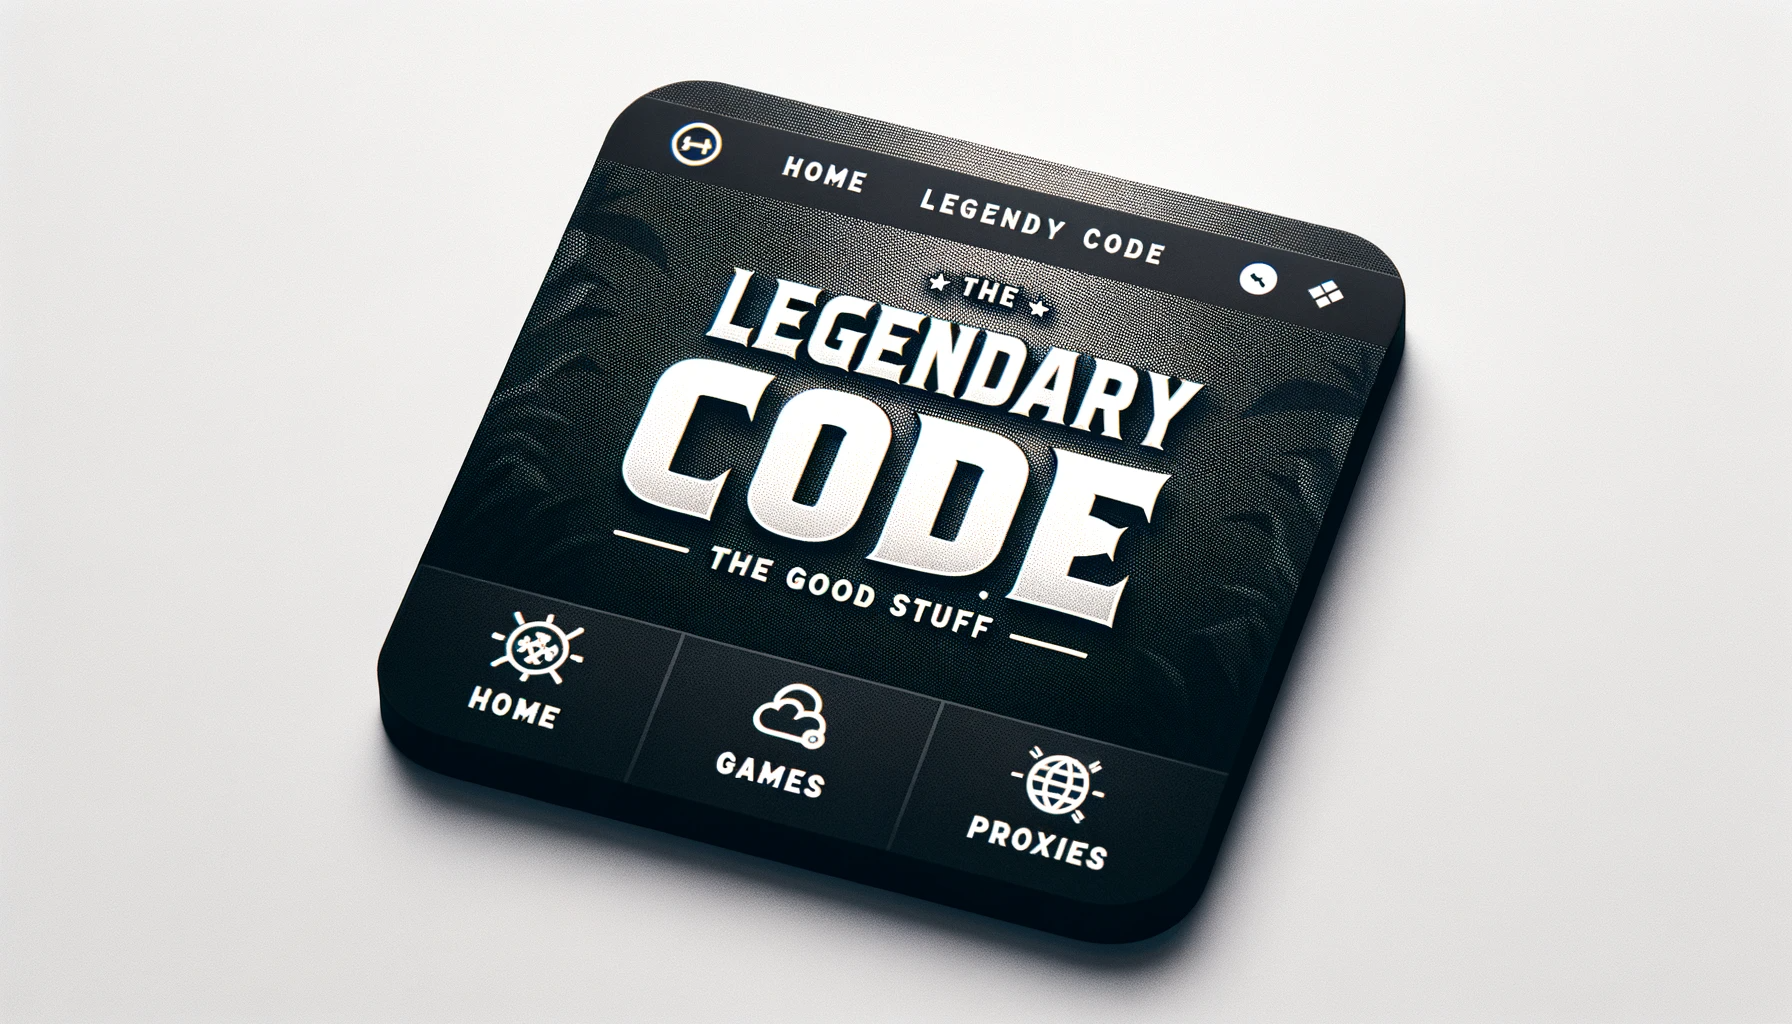 HOME LEGENDY CODE
THE
LEGENDARY
CODE
THE GOOD STUFF
HOME GAMES PROXIES